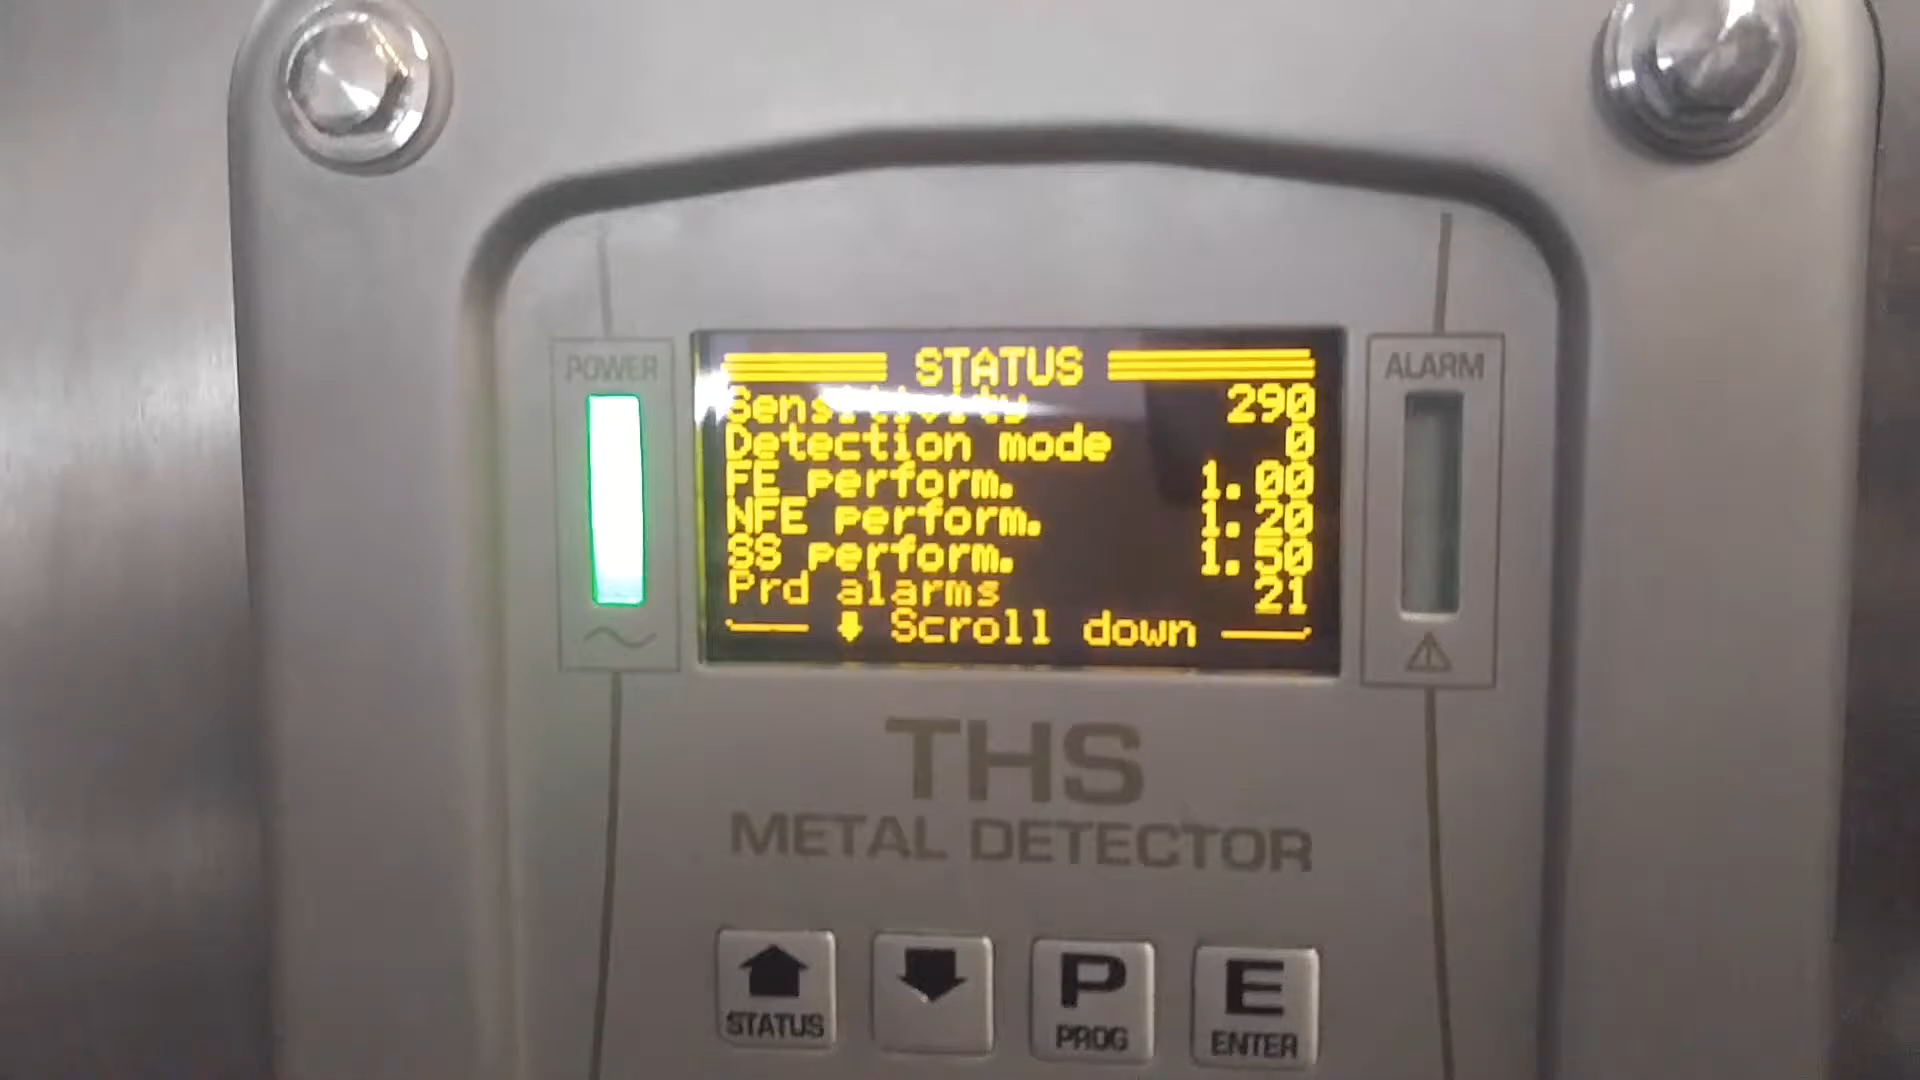 POWER
ALARM
STATUS
Sensitivity 290
Detection mode 0
FE perform. 1.00
NFE perform. 1.20
SS perform. 1.50
Prd alarms 21
Scroll down
THS
METAL DETECTOR
STATUS
P
PROG
E
ENTER